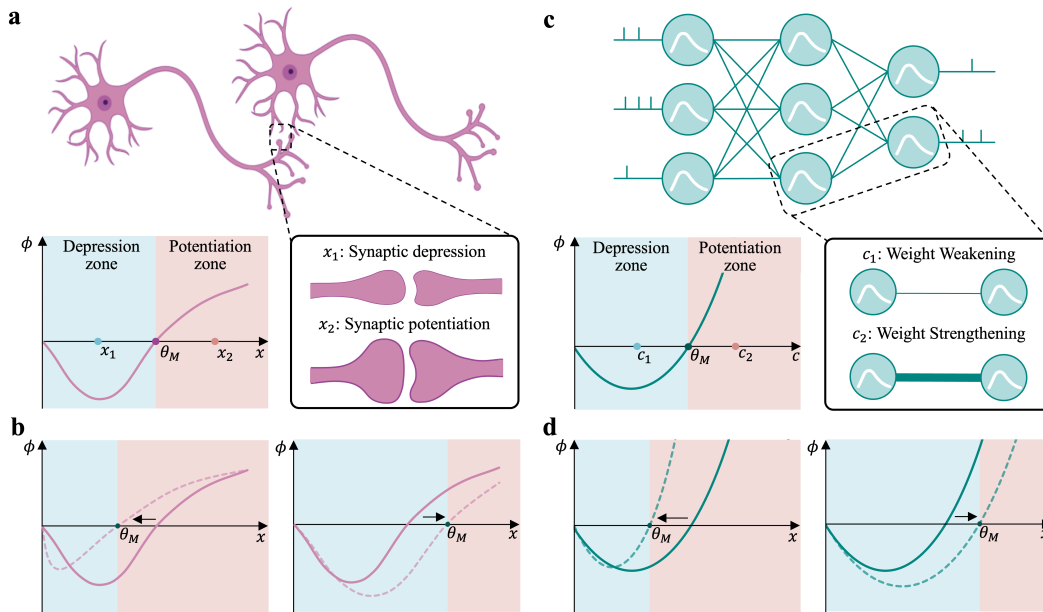 a
ϕ
Depression
zone
Potentiation
zone
x₁
θ_M
x₂
x
x₁: Synaptic depression
x₂: Synaptic potentiation
c
ϕ
Depression
zone
Potentiation
zone
c₁
θ_M
c₂
c
c₁: Weight Weakening
c₂: Weight Strengthening
b
ϕ
θ_M
x
ϕ
θ_M
x
d
ϕ
θ_M
x
ϕ
θ_M